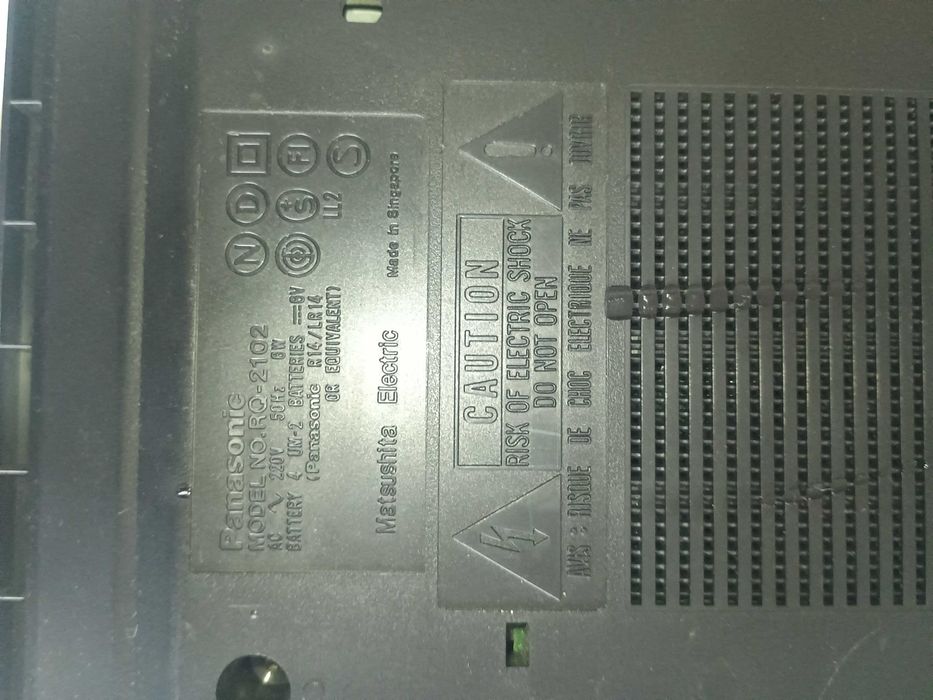 Panasonic
MODEL NO.RQ-2102
AC ∿ 220V 50Hz 6W
BATTERY 4 UM-2 BATTERIES ⎓6V
(Panasonic R14/LR14
OR EQUIVALENT)
N D
S FI
LL2 S
Matsushita Electric
Made in Singapore
CAUTION
RISK OF ELECTRIC SHOCK
DO NOT OPEN
AVIS : RISQUE DE CHOC ELECTRIQUE NE PAS OUVRIR